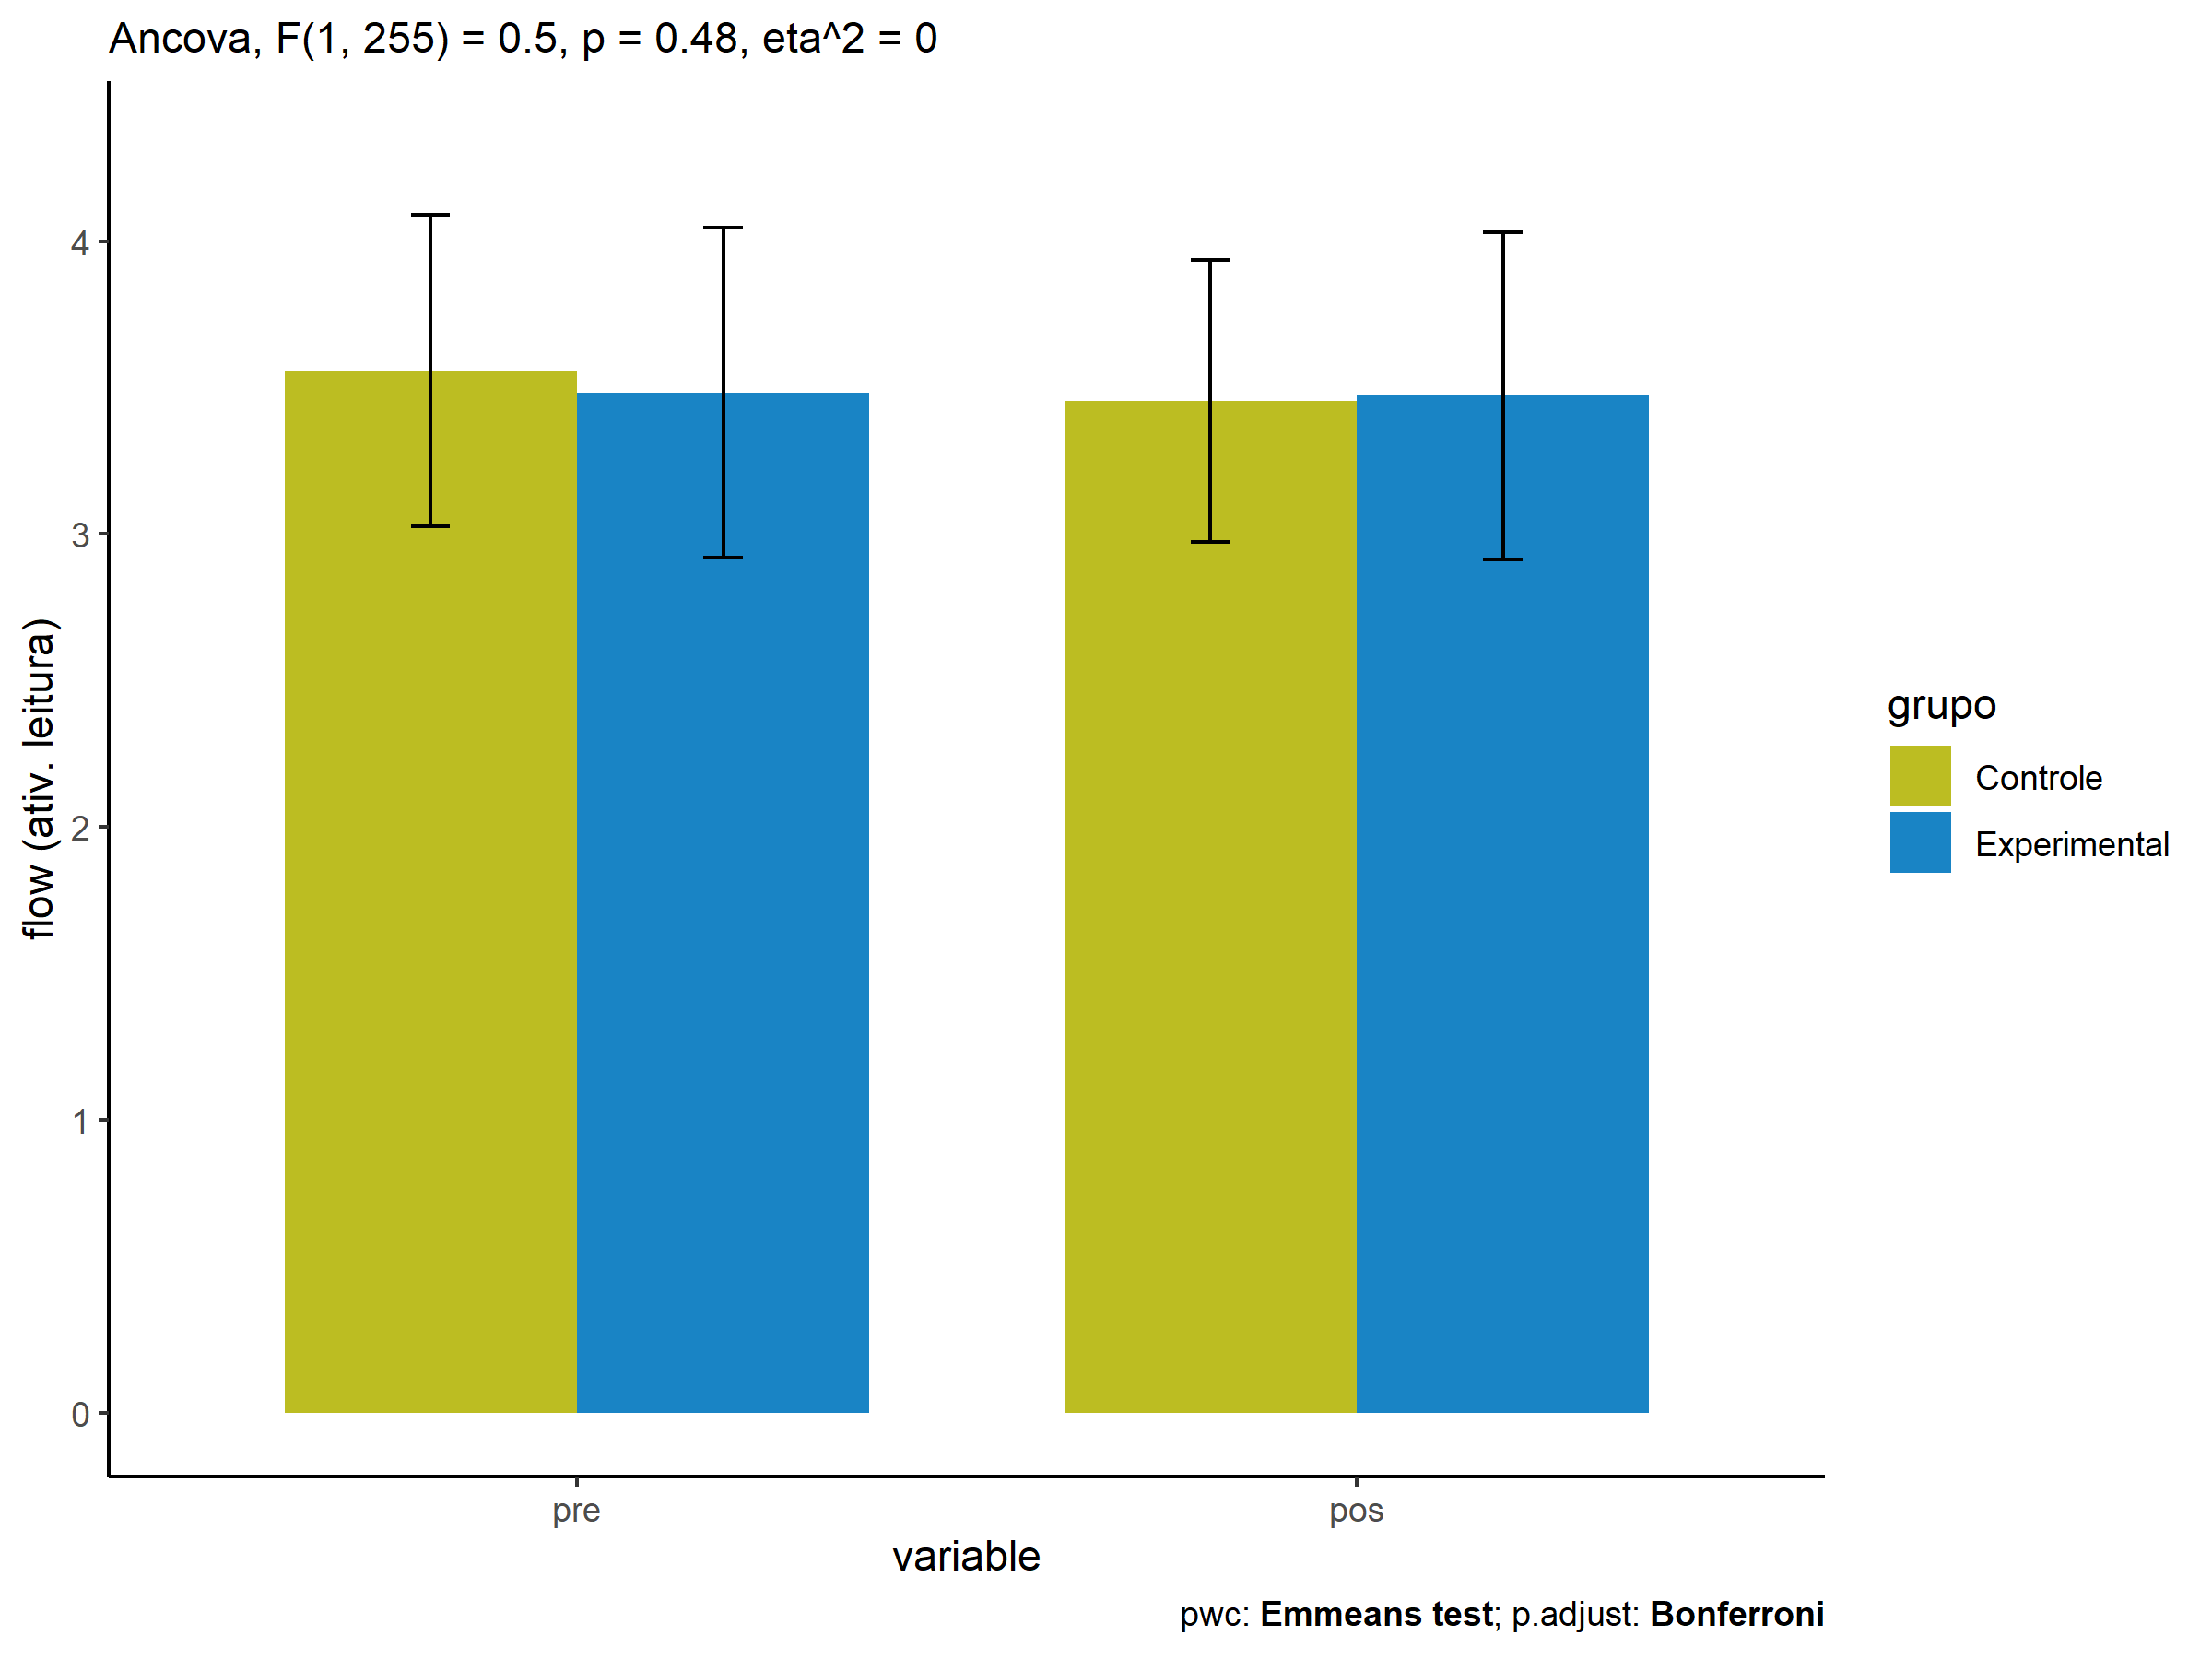 Ancova, F(1, 255) = 0.5, p = 0.48, eta^2 = 0
flow (ativ. leitura)
4
3
2
1
0
pre
pos
variable
grupo
Controle
Experimental
pwc: Emmeans test; p.adjust: Bonferroni